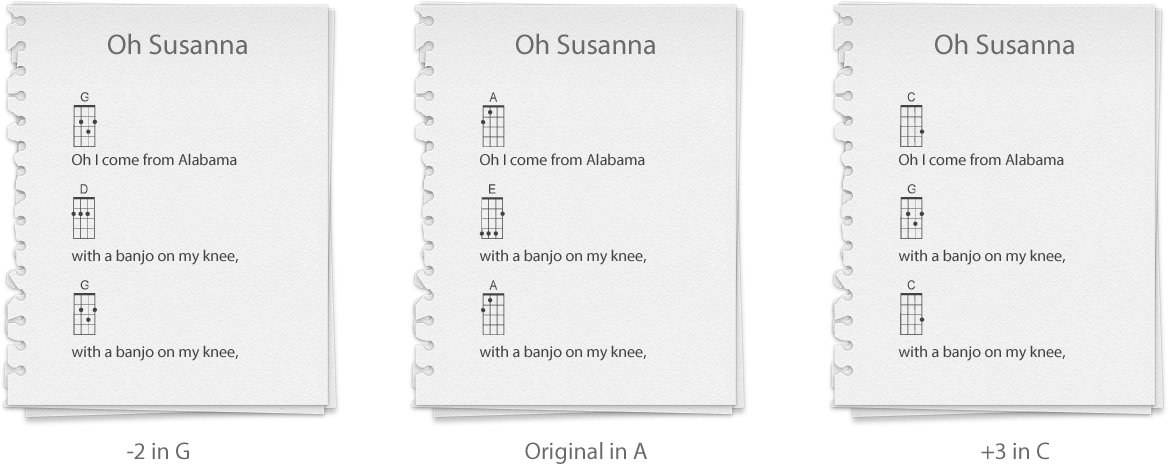 Oh Susanna
G
Oh I come from Alabama
D
with a banjo on my knee,
G
with a banjo on my knee,
-2 in G
Oh Susanna
A
Oh I come from Alabama
E
with a banjo on my knee,
A
with a banjo on my knee,
Original in A
Oh Susanna
C
Oh I come from Alabama
G
with a banjo on my knee,
C
with a banjo on my knee,
+3 in C